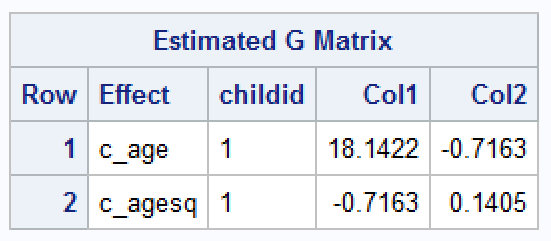 Estimated G Matrix
Row Effect childid Col1 Col2
1 c_age 1 18.1422 -0.7163
2 c_agesq 1 -0.7163 0.1405